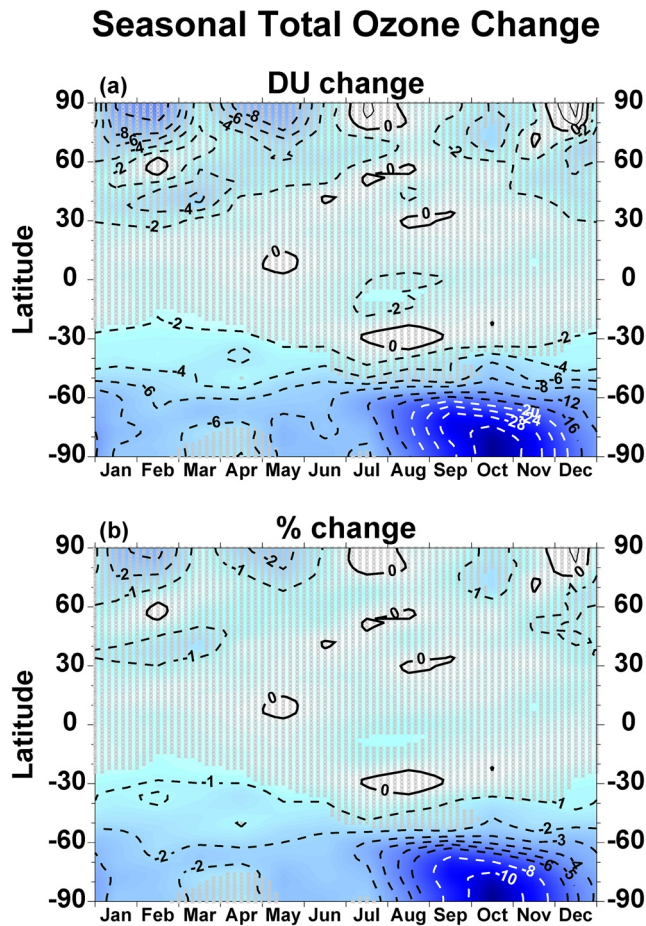 Seasonal Total Ozone Change
(a) DU change
90 90
60 60
30 30
0 0
-30 -30
-60 -60
-90 -90
Latitude
-8 -6 -4 -2 -4 -6 -8 0 0 -2 0
-2 -4 -2 0 0 -2 0 -2
-2 -4 -6 -6 -4 -6 -8 -12 -16 -20 -24 -28
Jan Feb Mar Apr May Jun Jul Aug Sep Oct Nov Dec
(b) % change
90 90
60 60
30 30
0 0
-30 -30
-60 -60
-90 -90
Latitude
-2 -1 -1 -2 0 -1 -1 0
0 -1 0 0 0
-1 -1 -2 -2 -2 -3 -4 -6 -8 -10
Jan Feb Mar Apr May Jun Jul Aug Sep Oct Nov Dec